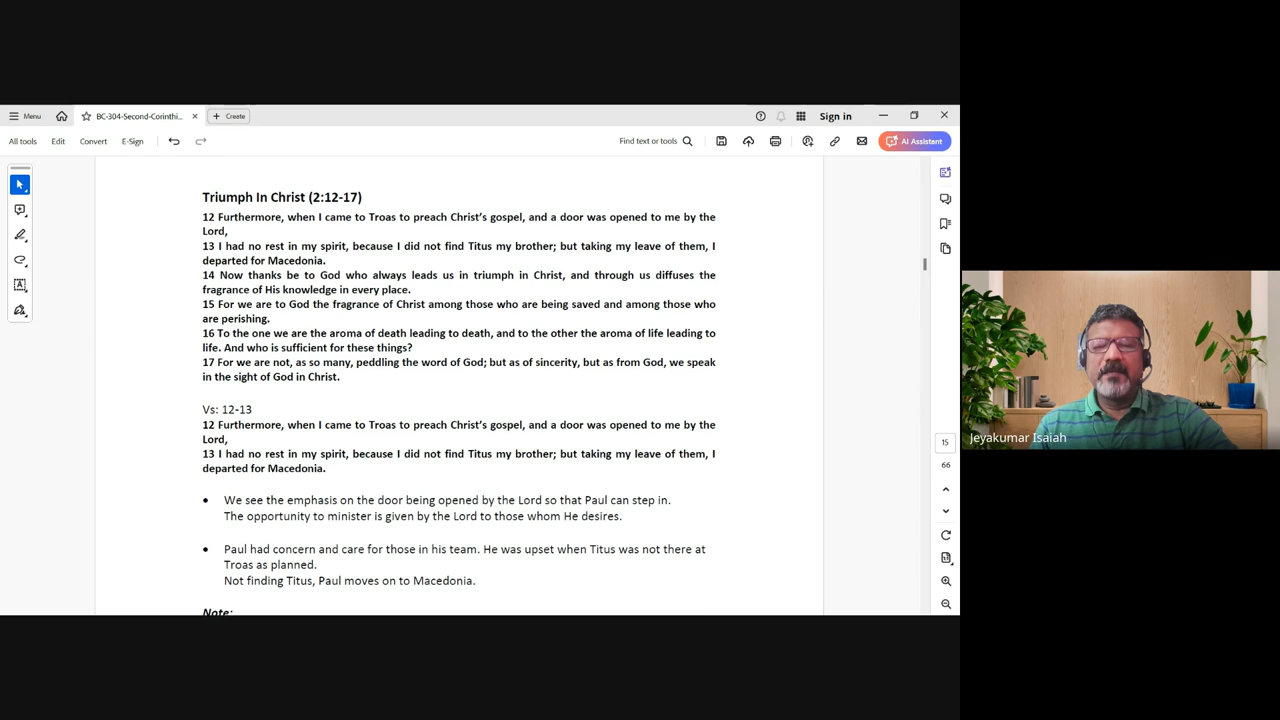 Menu
BC-304-Second-Corinthi...
Create
Sign in
All tools
Edit
Convert
E-Sign
Find text or tools
AI Assistant
Triumph In Christ (2:12-17)
12 Furthermore, when I came to Troas to preach Christ's gospel, and a door was opened to me by the
Lord,
13 I had no rest in my spirit, because I did not find Titus my brother; but taking my leave of them, I
departed for Macedonia.
14 Now thanks be to God who always leads us in triumph in Christ, and through us diffuses the
fragrance of His knowledge in every place.
15 For we are to God the fragrance of Christ among those who are being saved and among those who
are perishing.
16 To the one we are the aroma of death leading to death, and to the other the aroma of life leading to
life. And who is sufficient for these things?
17 For we are not, as so many, peddling the word of God; but as of sincerity, but as from God, we speak
in the sight of God in Christ.
Vs: 12-13
12 Furthermore, when I came to Troas to preach Christ's gospel, and a door was opened to me by the
Lord,
13 I had no rest in my spirit, because I did not find Titus my brother; but taking my leave of them, I
departed for Macedonia.
• We see the emphasis on the door being opened by the Lord so that Paul can step in.
The opportunity to minister is given by the Lord to those whom He desires.
• Paul had concern and care for those in his team. He was upset when Titus was not there at
Troas as planned.
Not finding Titus, Paul moves on to Macedonia.
Note:
15
66
Jeyakumar Isaiah